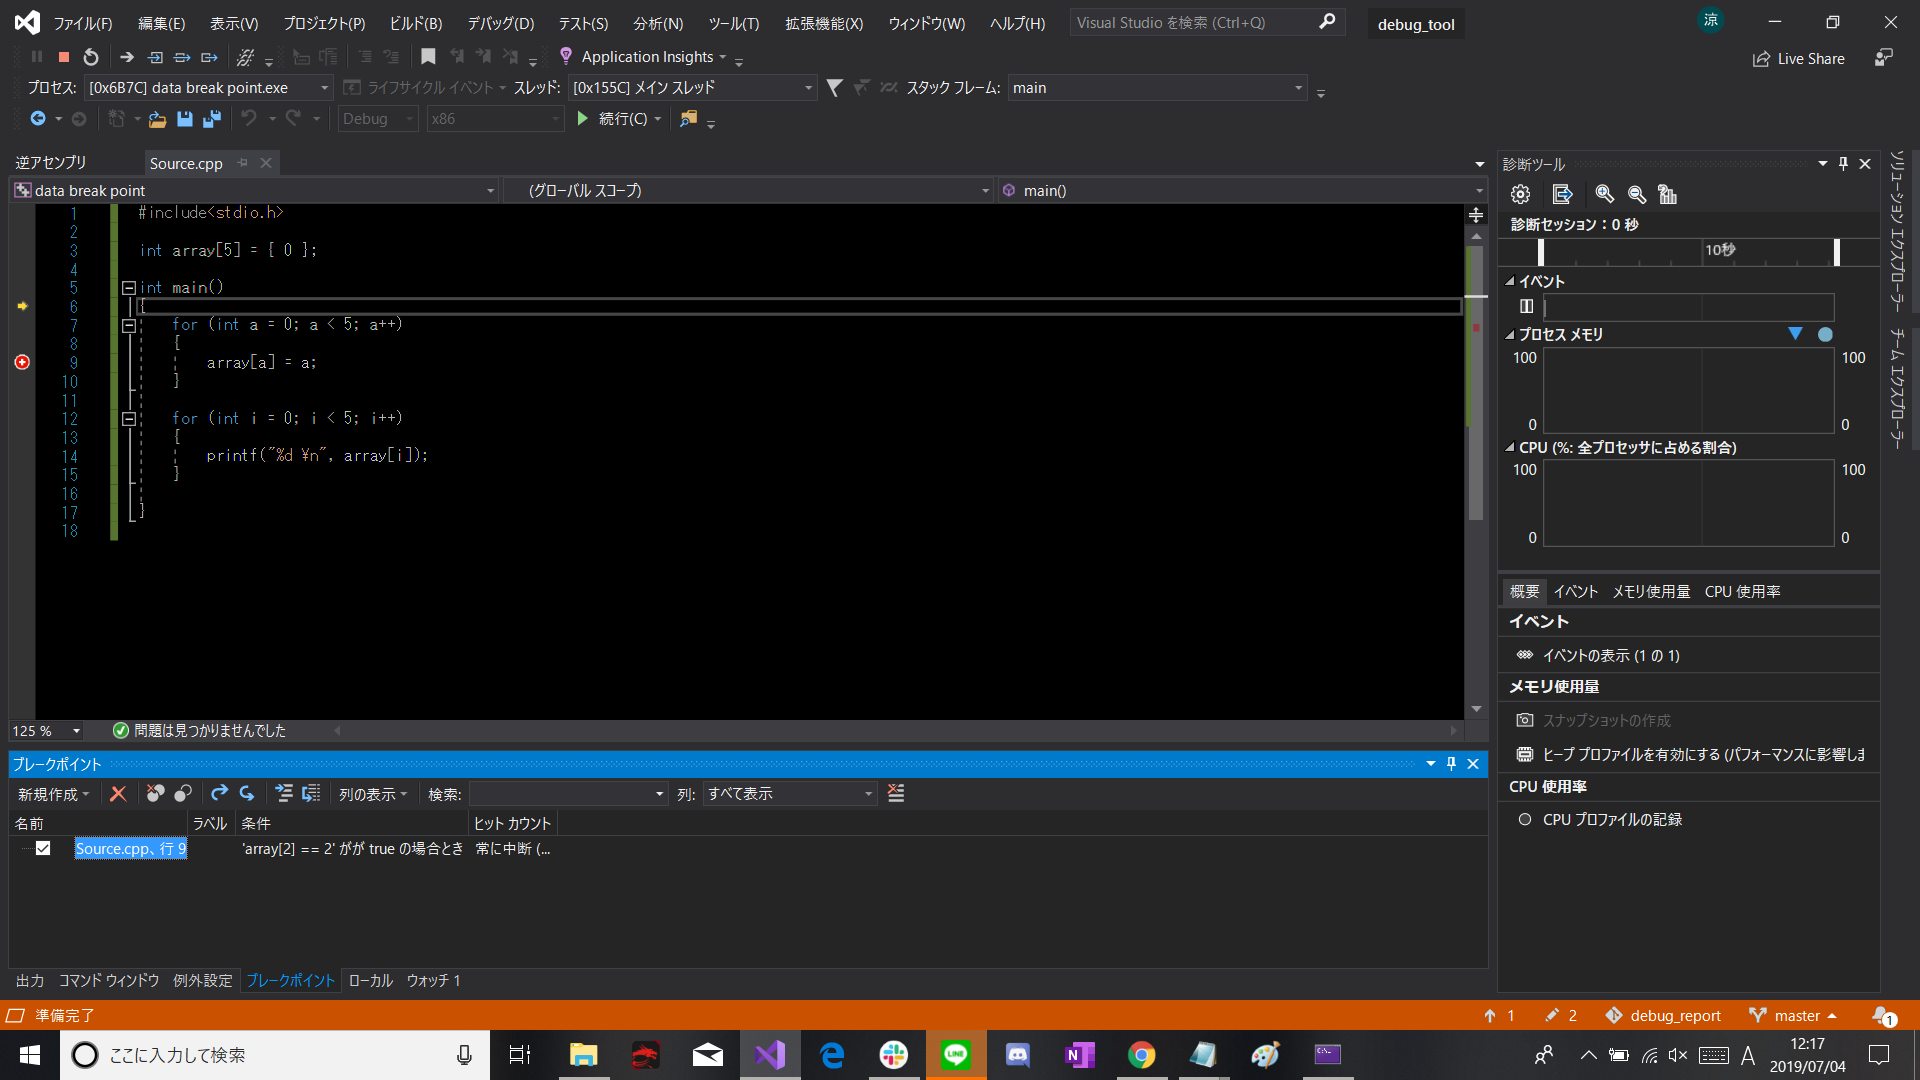 ファイル(F) 編集(E) 表示(V) プロジェクト(P) ビルド(B) デバッグ(D) テスト(S) 分析(N) ツール(T) 拡張機能(X) ウィンドウ(W) ヘルプ(H) Visual Studio を検索 (Ctrl+Q) debug_tool 涼
Application Insights Live Share
プロセス: [0x6B7C] data break point.exe ライフサイクル イベント スレッド: [0x155C] メイン スレッド スタック フレーム: main
Debug x86 続行(C)
逆アセンブリ Source.cpp
data break point (グローバル スコープ) main()
1 #include<stdio.h>
2
3 int array[5] = { 0 };
4
5 int main()
6 {
7 for (int a = 0; a < 5; a++)
8 {
9 array[a] = a;
10 }
11
12 for (int i = 0; i < 5; i++)
13 {
14 printf("%d ¥n", array[i]);
15 }
16
17 }
18
125 % 問題は見つかりませんでした
ブレークポイント
新規作成 列の表示 検索: 列: すべて表示
名前 ラベル 条件 ヒット カウント
Source.cpp、行 9 'array[2] == 2' がが true の場合とき 常に中断 (...
出力 コマンド ウィンドウ 例外設定 ブレークポイント ローカル ウォッチ 1
診断ツール
診断セッション：0 秒
10秒
イベント
プロセス メモリ
100 100
0 0
CPU (%: 全プロセッサに占める割合)
100 100
0 0
概要 イベント メモリ使用量 CPU 使用率
イベント
イベントの表示 (1 の 1)
メモリ使用量
スナップショットの作成
ヒープ プロファイルを有効にする (パフォーマンスに影響しま
CPU 使用率
CPU プロファイルの記録
ソリューション エクスプローラー
チーム エクスプローラー
準備完了 1 2 debug_report master 1
ここに入力して検索 LINE N A 12:17
2019/07/04